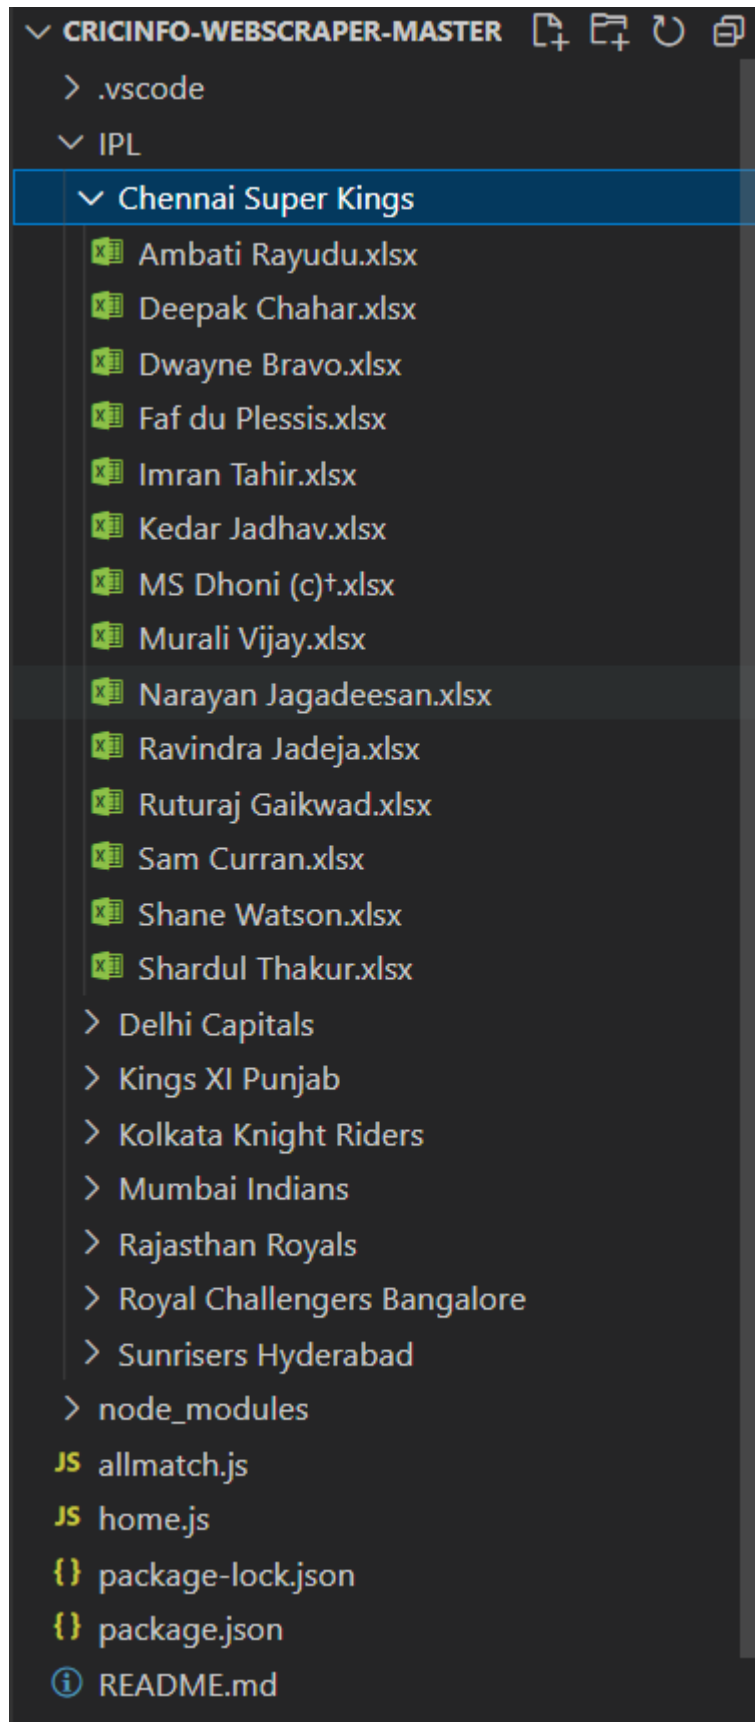 CRICINFO-WEBSCRAPER-MASTER
.vscode
IPL
Chennai Super Kings
Ambati Rayudu.xlsx
Deepak Chahar.xlsx
Dwayne Bravo.xlsx
Faf du Plessis.xlsx
Imran Tahir.xlsx
Kedar Jadhav.xlsx
MS Dhoni (c)†.xlsx
Murali Vijay.xlsx
Narayan Jagadeesan.xlsx
Ravindra Jadeja.xlsx
Ruturaj Gaikwad.xlsx
Sam Curran.xlsx
Shane Watson.xlsx
Shardul Thakur.xlsx
Delhi Capitals
Kings XI Punjab
Kolkata Knight Riders
Mumbai Indians
Rajasthan Royals
Royal Challengers Bangalore
Sunrisers Hyderabad
node_modules
JS allmatch.js
JS home.js
{} package-lock.json
{} package.json
README.md